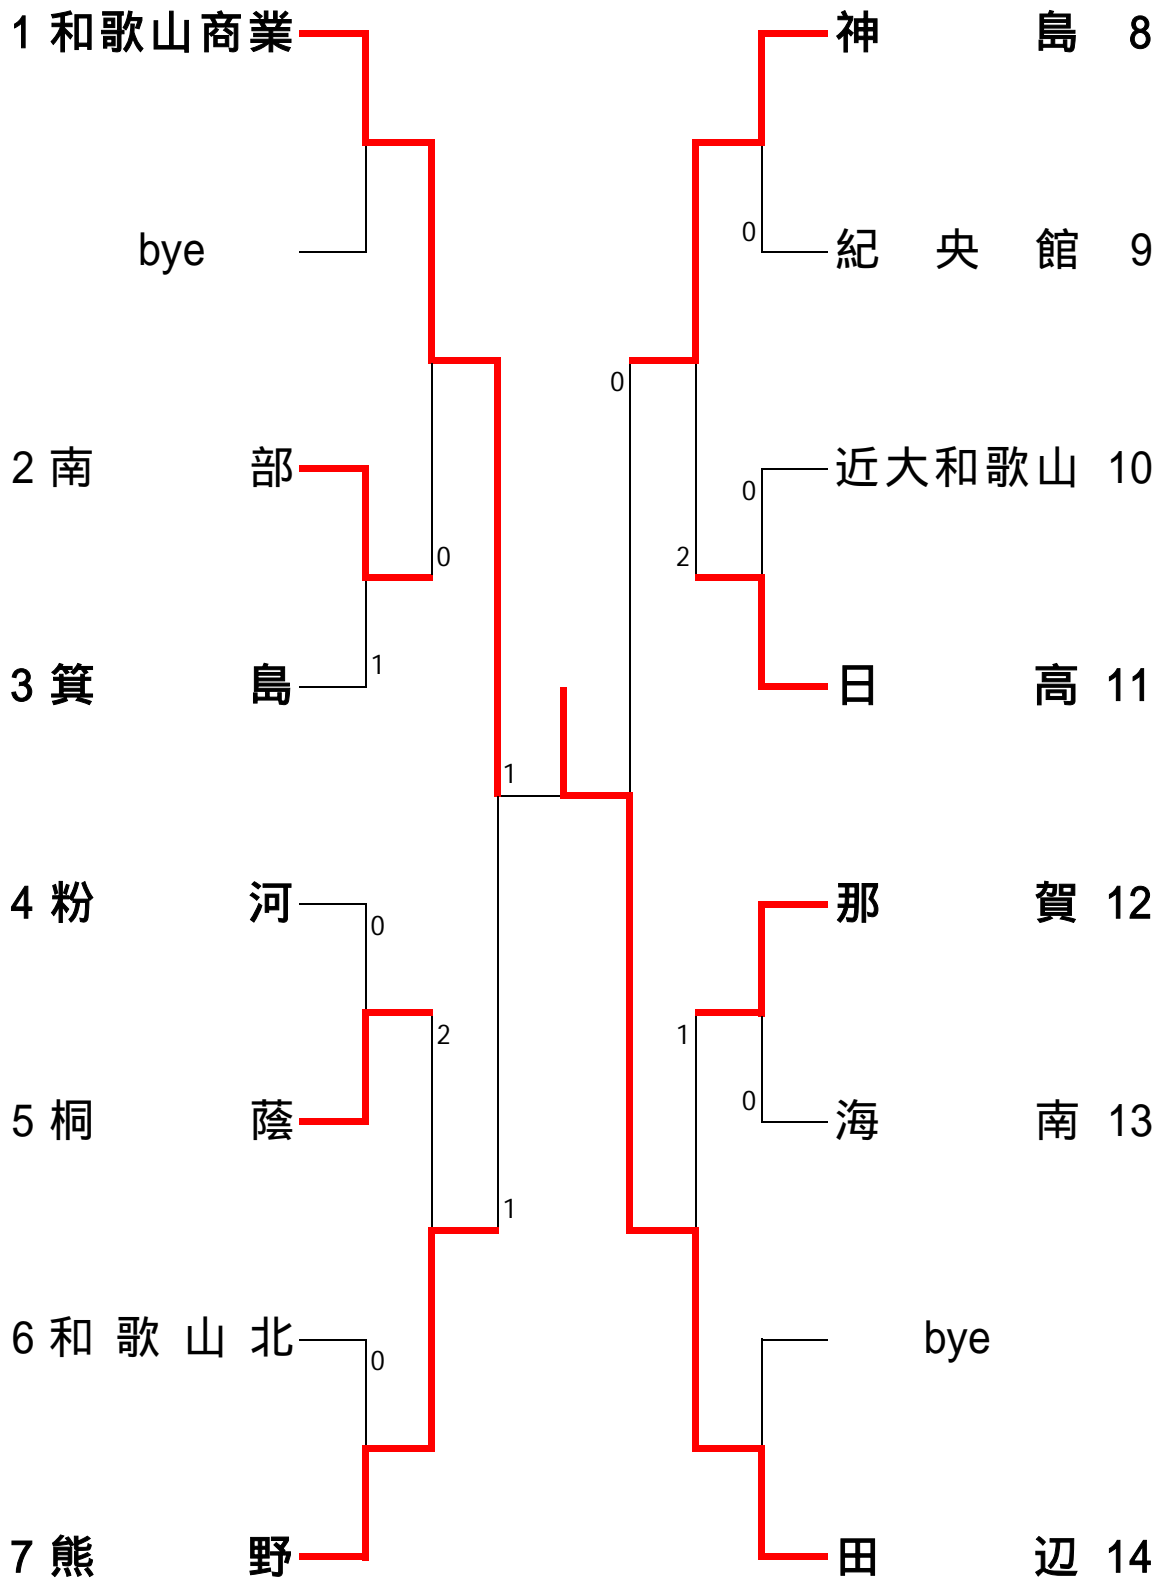 1 和歌山商業
bye
2 南部
0
3 箕島
1
1
4 粉河
0
2
5 桐蔭
1
6 和歌山北
0
7 熊野
神島 8
0
紀央館 9
0
近大和歌山 10
0
2
日高 11
那賀 12
1
0
海南 13
bye
田辺 14